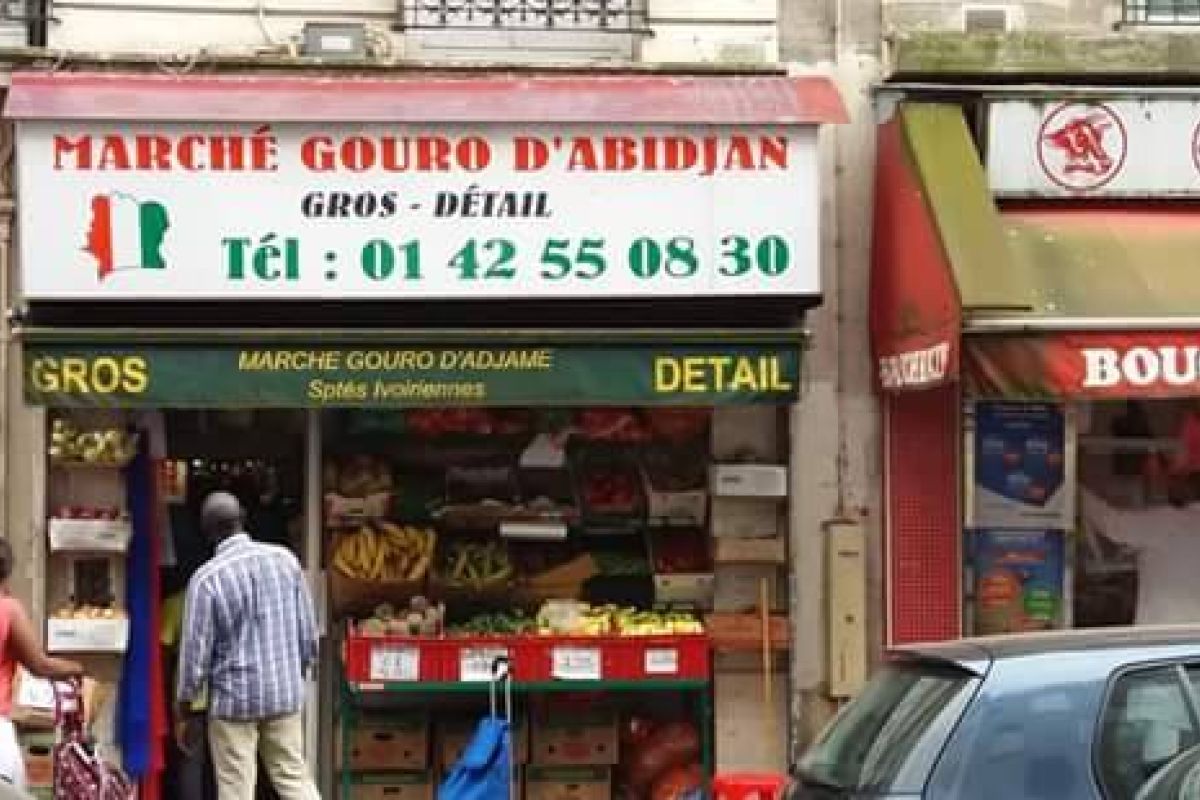 MARCHÉ GOURO D'ABIDJAN
GROS - DÉTAIL
Tél : 01 42 55 08 30
GROS
MARCHE GOURO D'ADJAME
Sptés Ivoiriennes
DETAIL
BOU